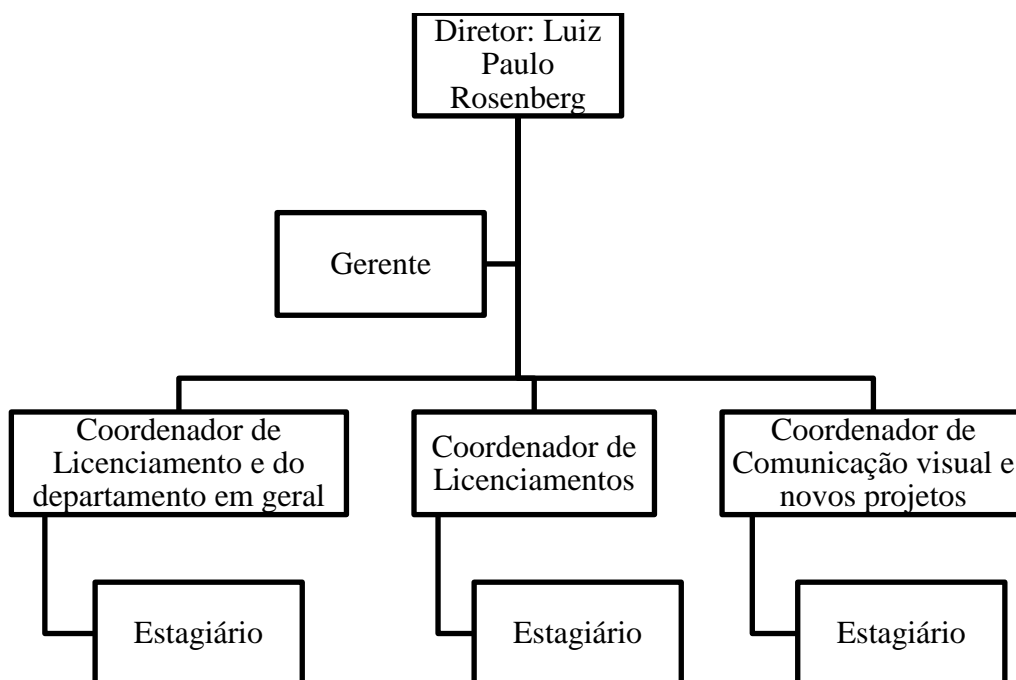 Diretor: Luiz
Paulo
Rosenberg
Gerente
Coordenador de
Licenciamento e do
departamento em geral
Coordenador de
Licenciamentos
Coordenador de
Comunicação visual e
novos projetos
Estagiário
Estagiário
Estagiário